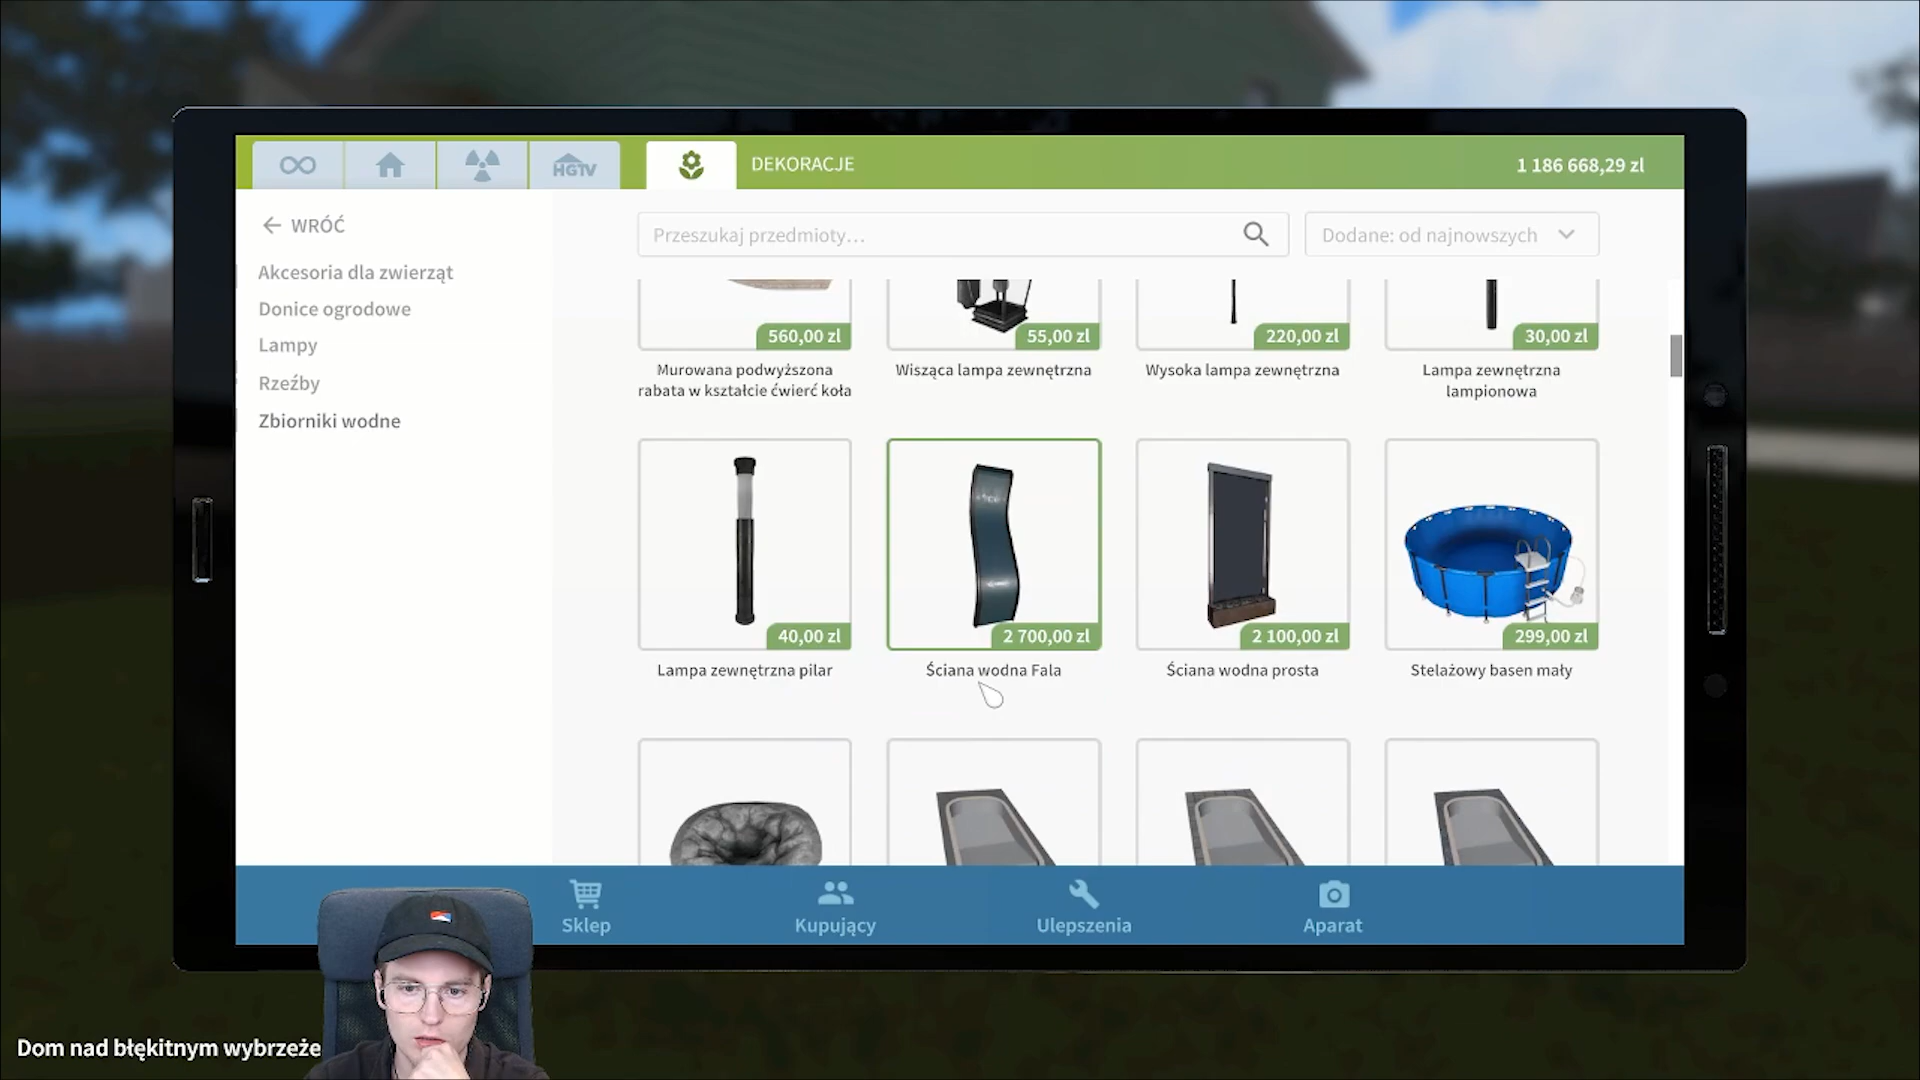 HGTV
DEKORACJE
1 186 668,29 zl
WRÓĆ
Przeszukaj przedmioty...
Dodane: od najnowszych
Akcesoria dla zwierząt
Donice ogrodowe
Lampy
Rzeźby
Zbiorniki wodne
560,00 zl
55,00 zl
220,00 zl
30,00 zl
Murowana podwyższona
rabata w kształcie ćwierć koła
Wisząca lampa zewnętrzna
Wysoka lampa zewnętrzna
Lampa zewnętrzna
lampionowa
40,00 zl
2 700,00 zl
2 100,00 zl
299,00 zl
Lampa zewnętrzna pilar
Ściana wodna Fala
Ściana wodna prosta
Stelażowy basen mały
Sklep
Kupujący
Ulepszenia
Aparat
Dom nad błękitnym wybrzeże